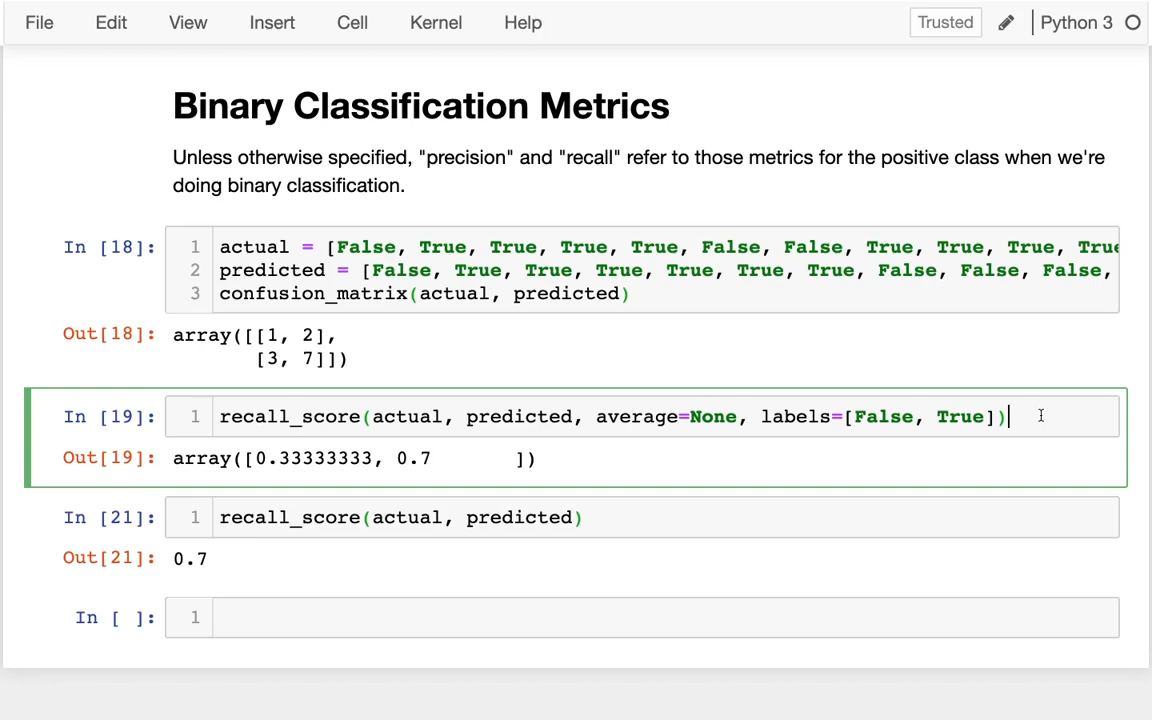 File Edit View Insert Cell Kernel Help Trusted Python 3
Binary Classification Metrics
Unless otherwise specified, "precision" and "recall" refer to those metrics for the positive class when we're
doing binary classification.
In [18]: 1 actual = [False, True, True, True, True, False, False, True, True, True, True
2 predicted = [False, True, True, True, True, True, True, False, False, False,
3 confusion_matrix(actual, predicted)
Out[18]: array([[1, 2],
[3, 7]])
In [19]: 1 recall_score(actual, predicted, average=None, labels=[False, True])
Out[19]: array([0.33333333, 0.7       ])
In [21]: 1 recall_score(actual, predicted)
Out[21]: 0.7
In [ ]: 1